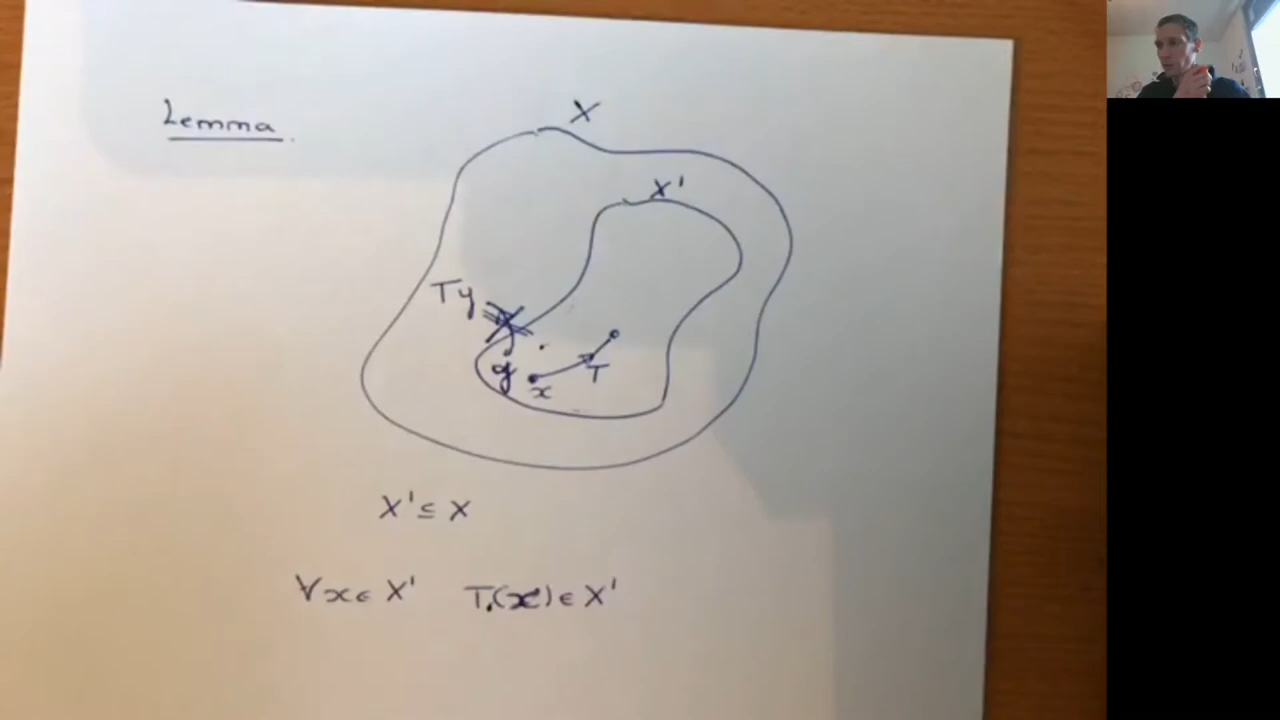 Lemma.
X
X'
Ty
y
x
T
X' ⊆ X
∀x∈ X' T(x) ∈ X'